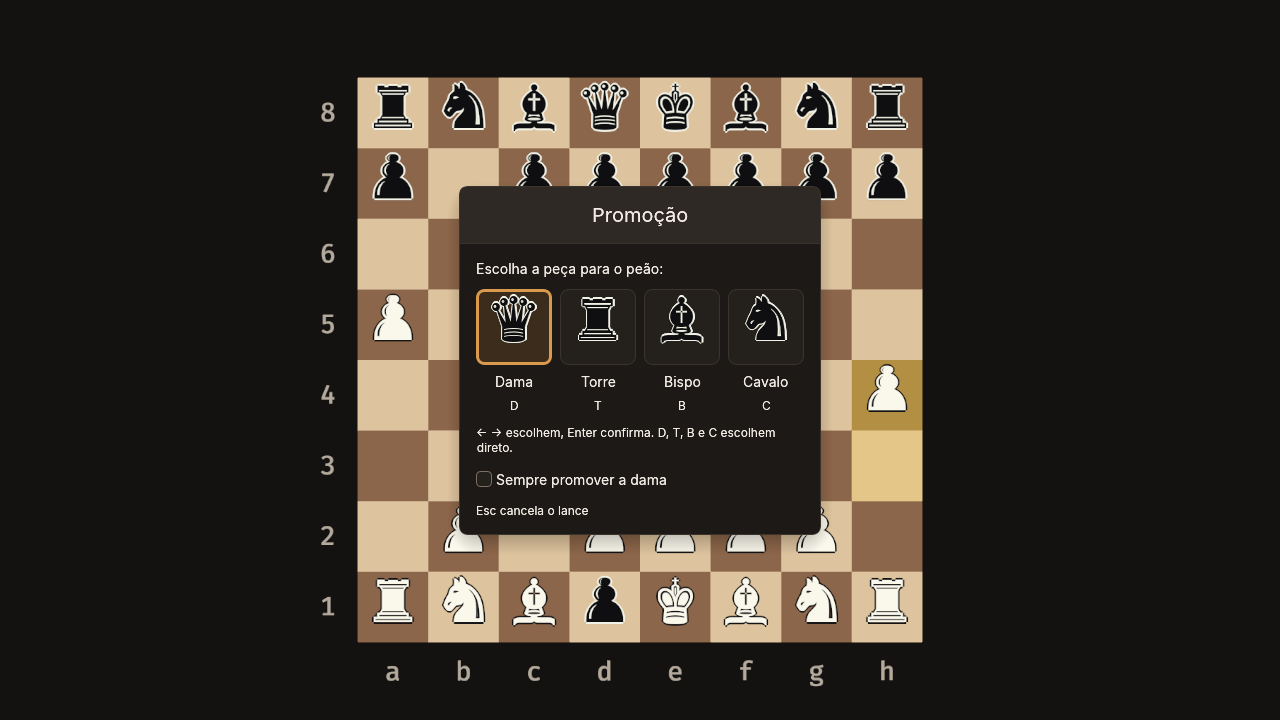 8
7
6
5
4
3
2
1
a b c d e f g h
Promoção
Escolha a peça para o peão:
Dama Torre Bispo Cavalo
D T B C
← → escolhem, Enter confirma. D, T, B e C escolhem
direto.
Sempre promover a dama
Esc cancela o lance